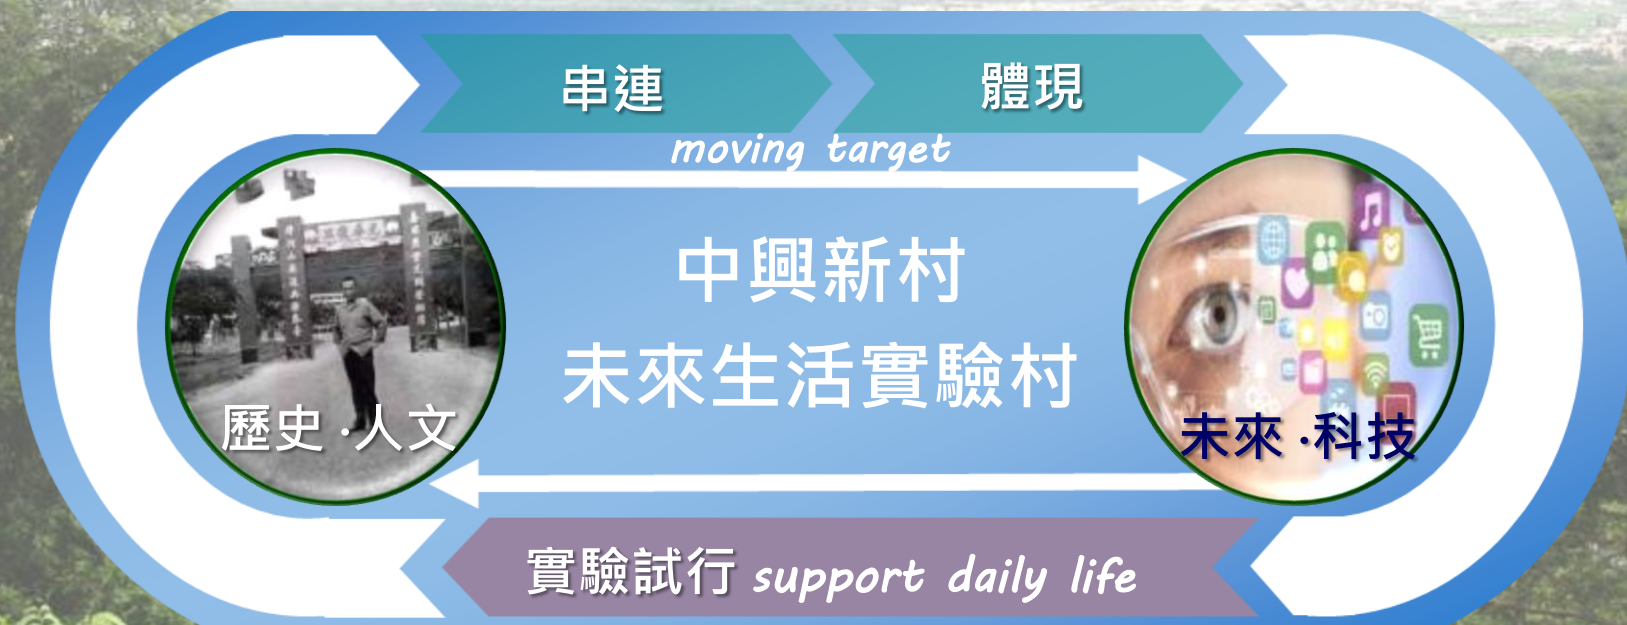 串連
體現
moving target
中興新村
未來生活實驗村
歷史·人文
未來·科技
實驗試行 support daily life